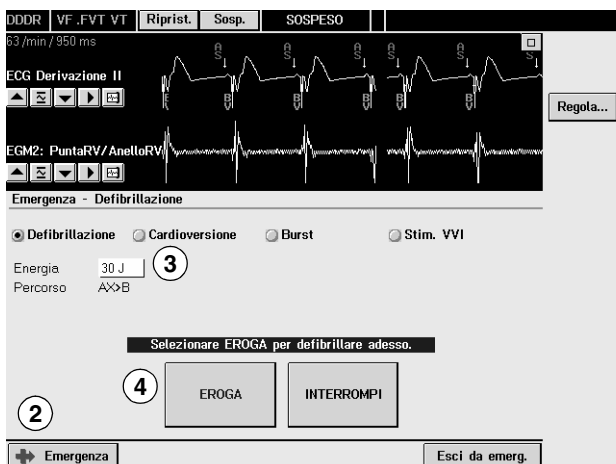 DDDR VF .FVT VT Riprist. Sosp. SOSPESO
63 /min / 950 ms
A S A S A S A S A S
ECG Derivazione II
B V B V B V B V
Regola...
EGM2: PuntaRV/AnelloRV
Emergenza - Defibrillazione
Defibrillazione Cardioversione Burst Stim. VVI
Energia 30 J 3
Percorso AX>B
Selezionare EROGA per defibrillare adesso.
4 EROGA INTERROMPI
2
Emergenza Esci da emerg.